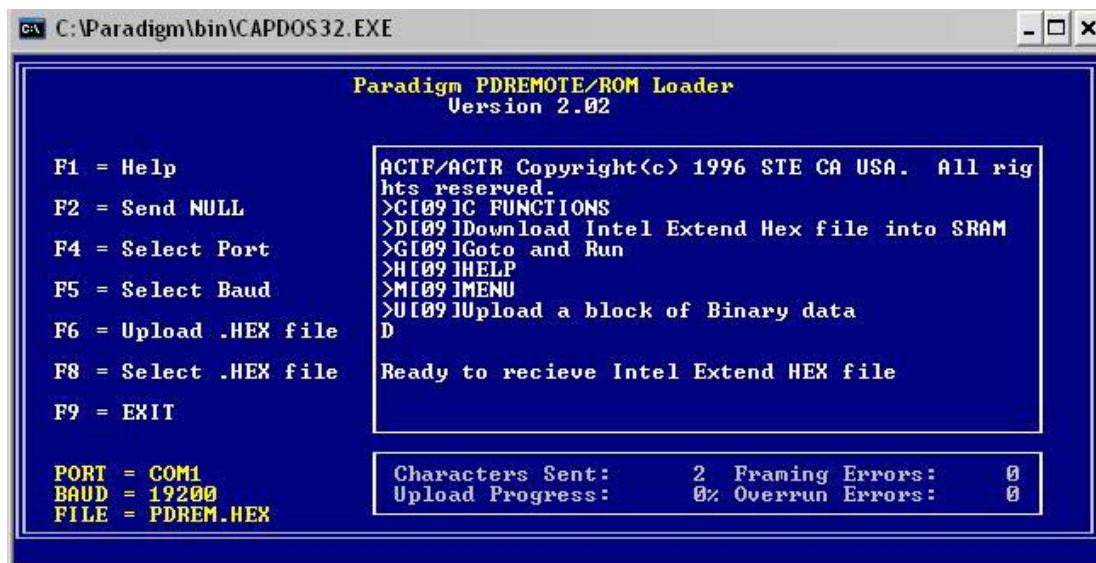 C:\Paradigm\bin\CAPDOS32.EXE
Paradigm PDREMOTE/ROM Loader
Version 2.02
F1 = Help
F2 = Send NULL
F4 = Select Port
F5 = Select Baud
F6 = Upload .HEX file
F8 = Select .HEX file
F9 = EXIT
ACTF/ACTR Copyright(c) 1996 STE CA USA. All rig
hts reserved.
>C[09]C FUNCTIONS
>D[09]Download Intel Extend Hex file into SRAM
>G[09]Goto and Run
>H[09]HELP
>M[09]MENU
>U[09]Upload a block of Binary data
D
Ready to recieve Intel Extend HEX file
PORT = COM1
BAUD = 19200
FILE = PDREM.HEX
Characters Sent: 2 Framing Errors: 0
Upload Progress: 0% Overrun Errors: 0